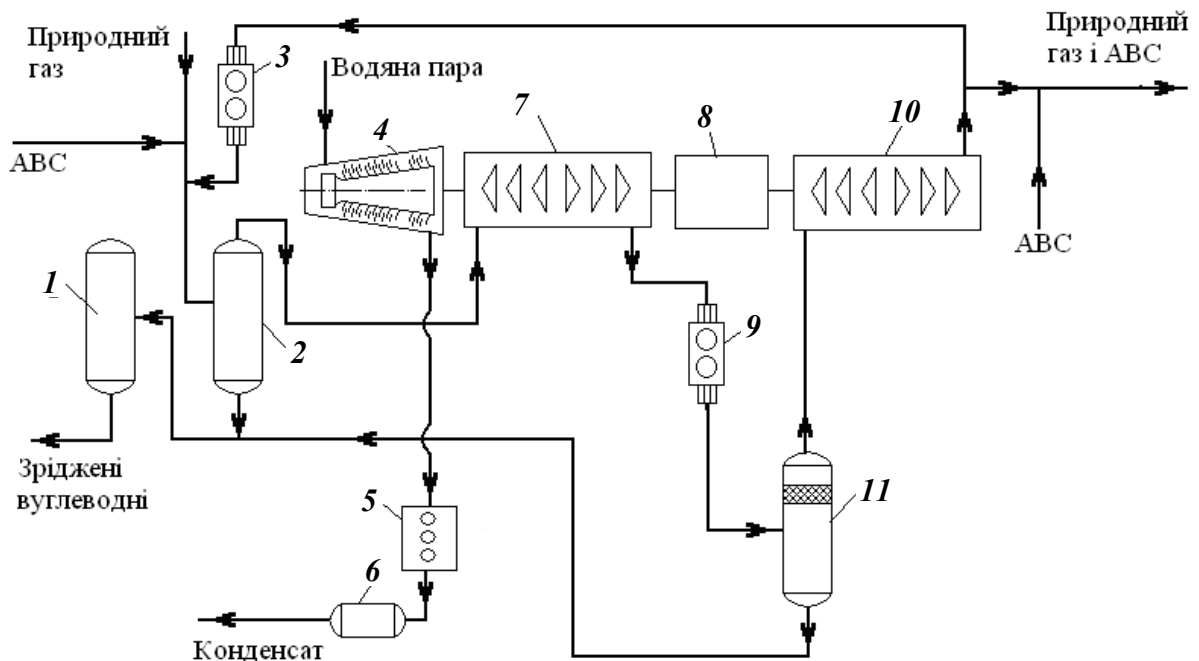 Природний
газ
3
Водяна пара
Природний
газ і АВС
4
7
8
10
АВС
АВС
1
2
9
Зріджені
вуглеводні
5
11
6
Конденсат